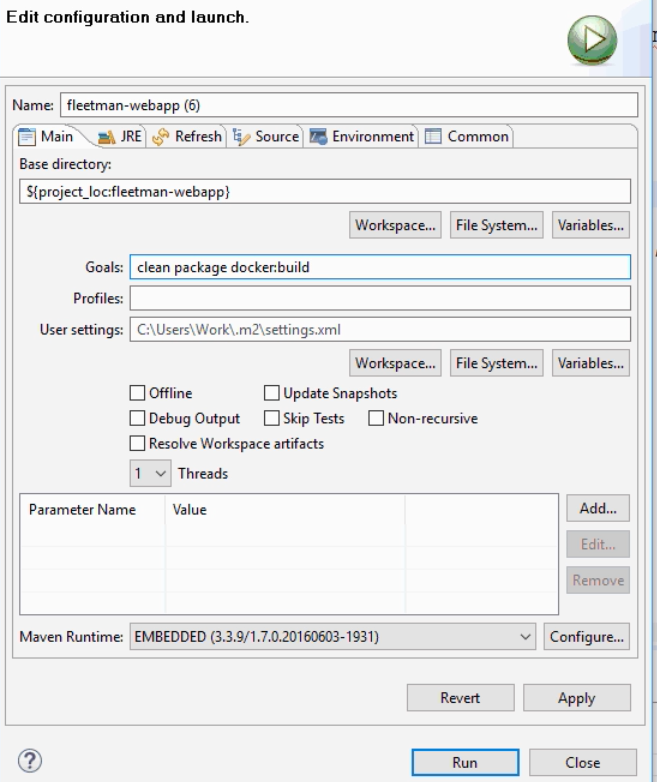 Edit configuration and launch.
Name: fleetman-webapp (6)
Main JRE Refresh Source Environment Common
Base directory:
${project_loc:fleetman-webapp}
Workspace... File System... Variables...
Goals: clean package docker:build
Profiles:
User settings: C:\Users\Work\.m2\settings.xml
Workspace... File System... Variables...
Offline Update Snapshots
Debug Output Skip Tests Non-recursive
Resolve Workspace artifacts
1 Threads
Parameter Name Value Add...
Edit...
Remove
Maven Runtime: EMBEDDED (3.3.9/1.7.0.20160603-1931) Configure...
Revert Apply
? Run Close